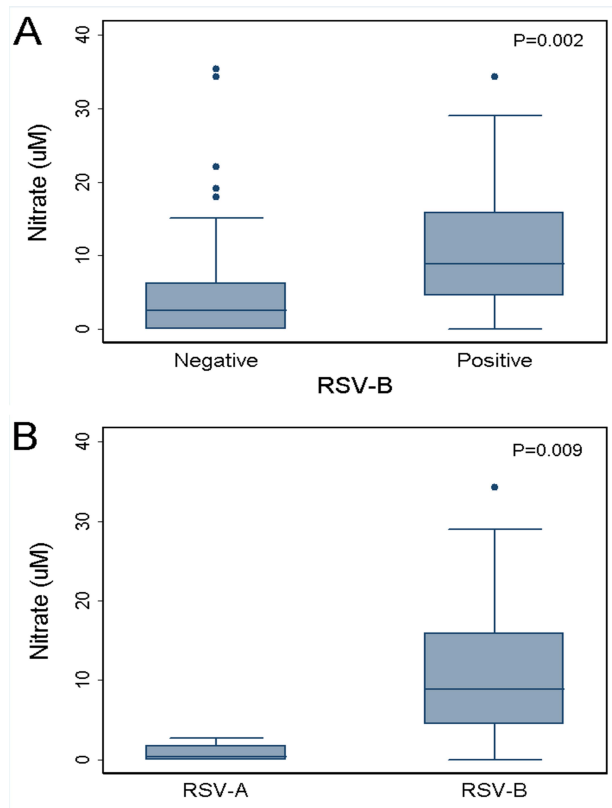 A
P=0.002
Nitrate (uM)
40
30
20
10
0
Negative Positive
RSV-B
B
P=0.009
Nitrate (uM)
40
30
20
10
0
RSV-A RSV-B